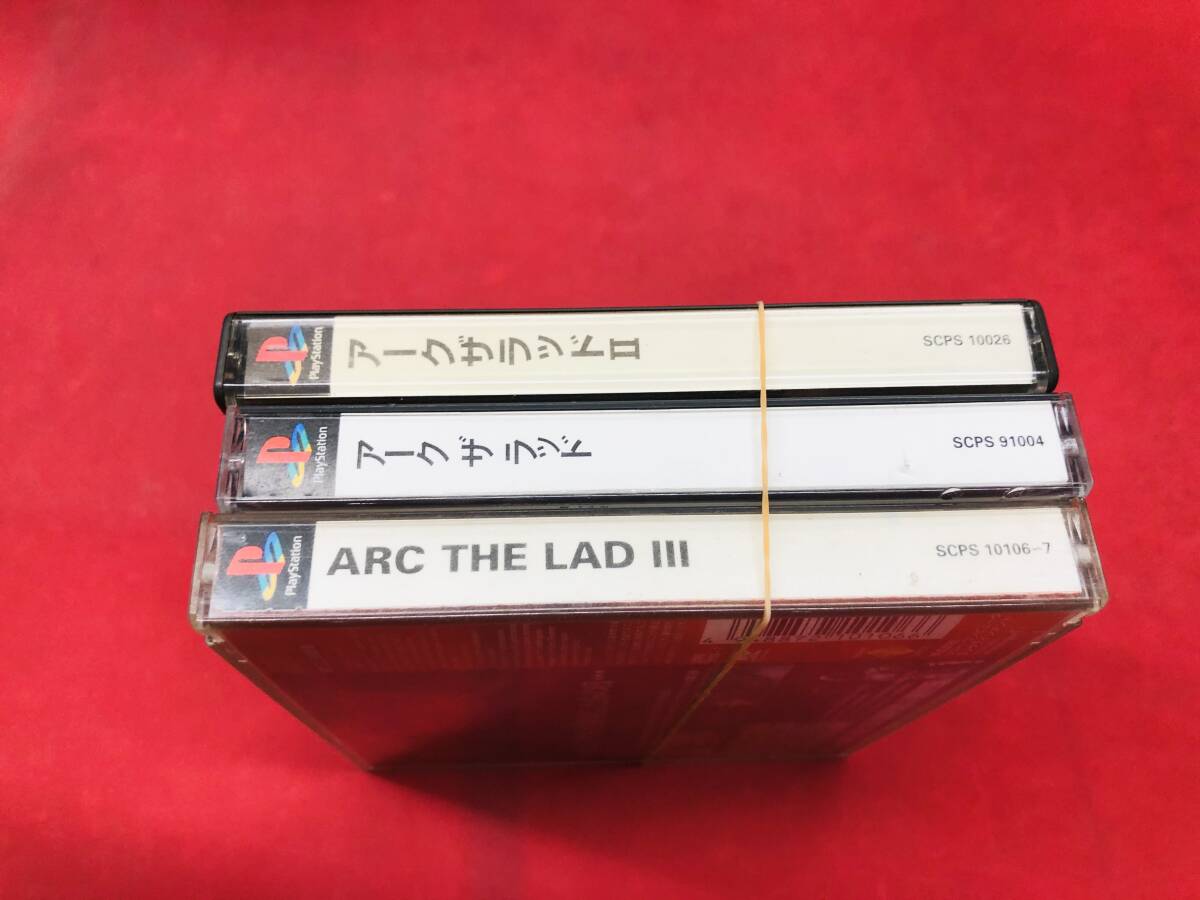 PlayStation
アークザラッドII
SCPS 10026
PlayStation
アーク ザ ラッド
SCPS 91004
PlayStation
ARC THE LAD III
SCPS 10106-7